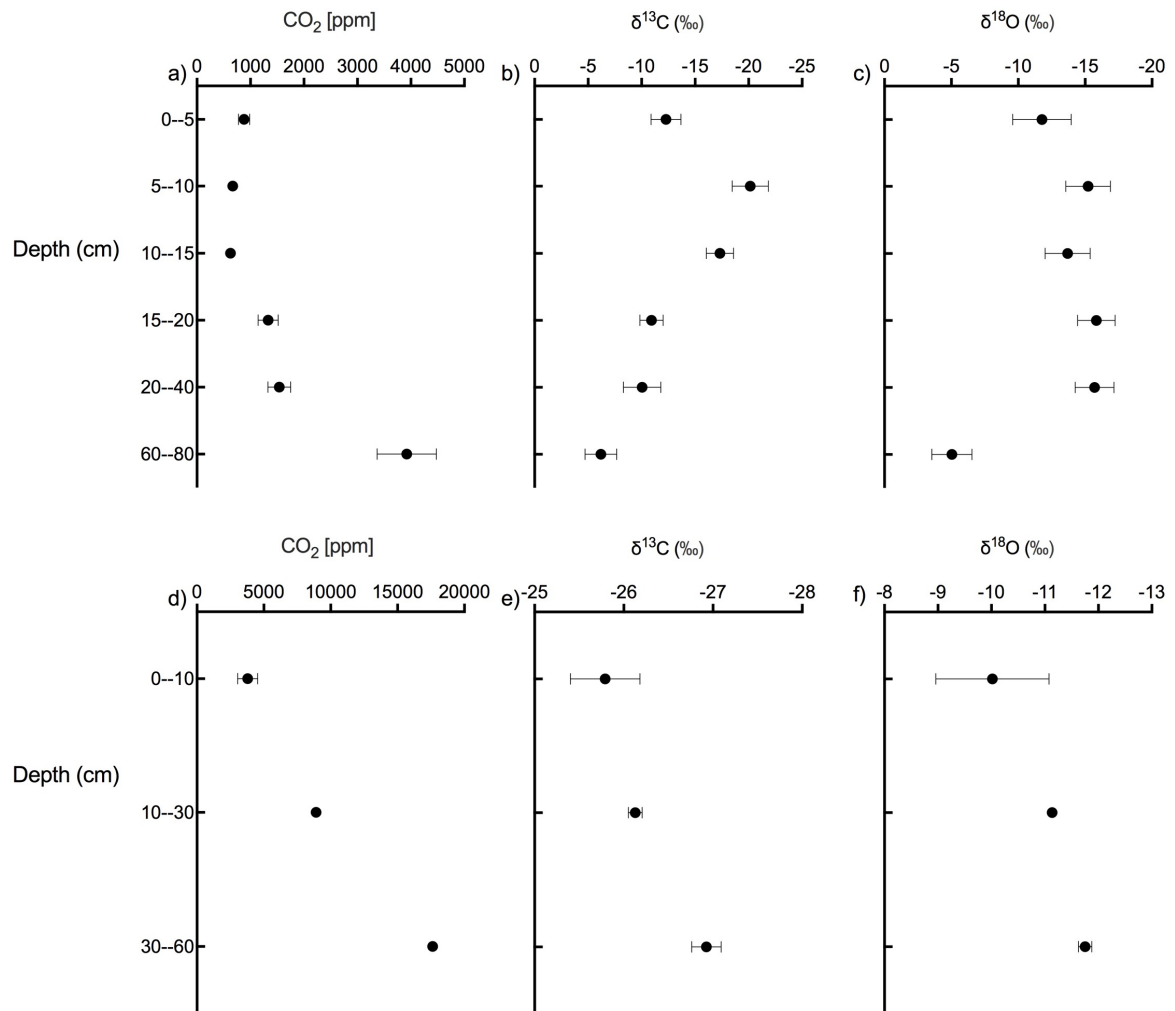 CO2 [ppm] δ13C (‰) δ18O (‰)
a) 0 1000 2000 3000 4000 5000 b) 0 -5 -10 -15 -20 -25 c) 0 -5 -10 -15 -20
0--5
5--10
Depth (cm) 10--15
15--20
20--40
60--80
CO2 [ppm] δ13C (‰) δ18O (‰)
d) 0 5000 10000 15000 20000 e) -25 -26 -27 -28 f) -8 -9 -10 -11 -12 -13
0--10
Depth (cm)
10--30
30--60